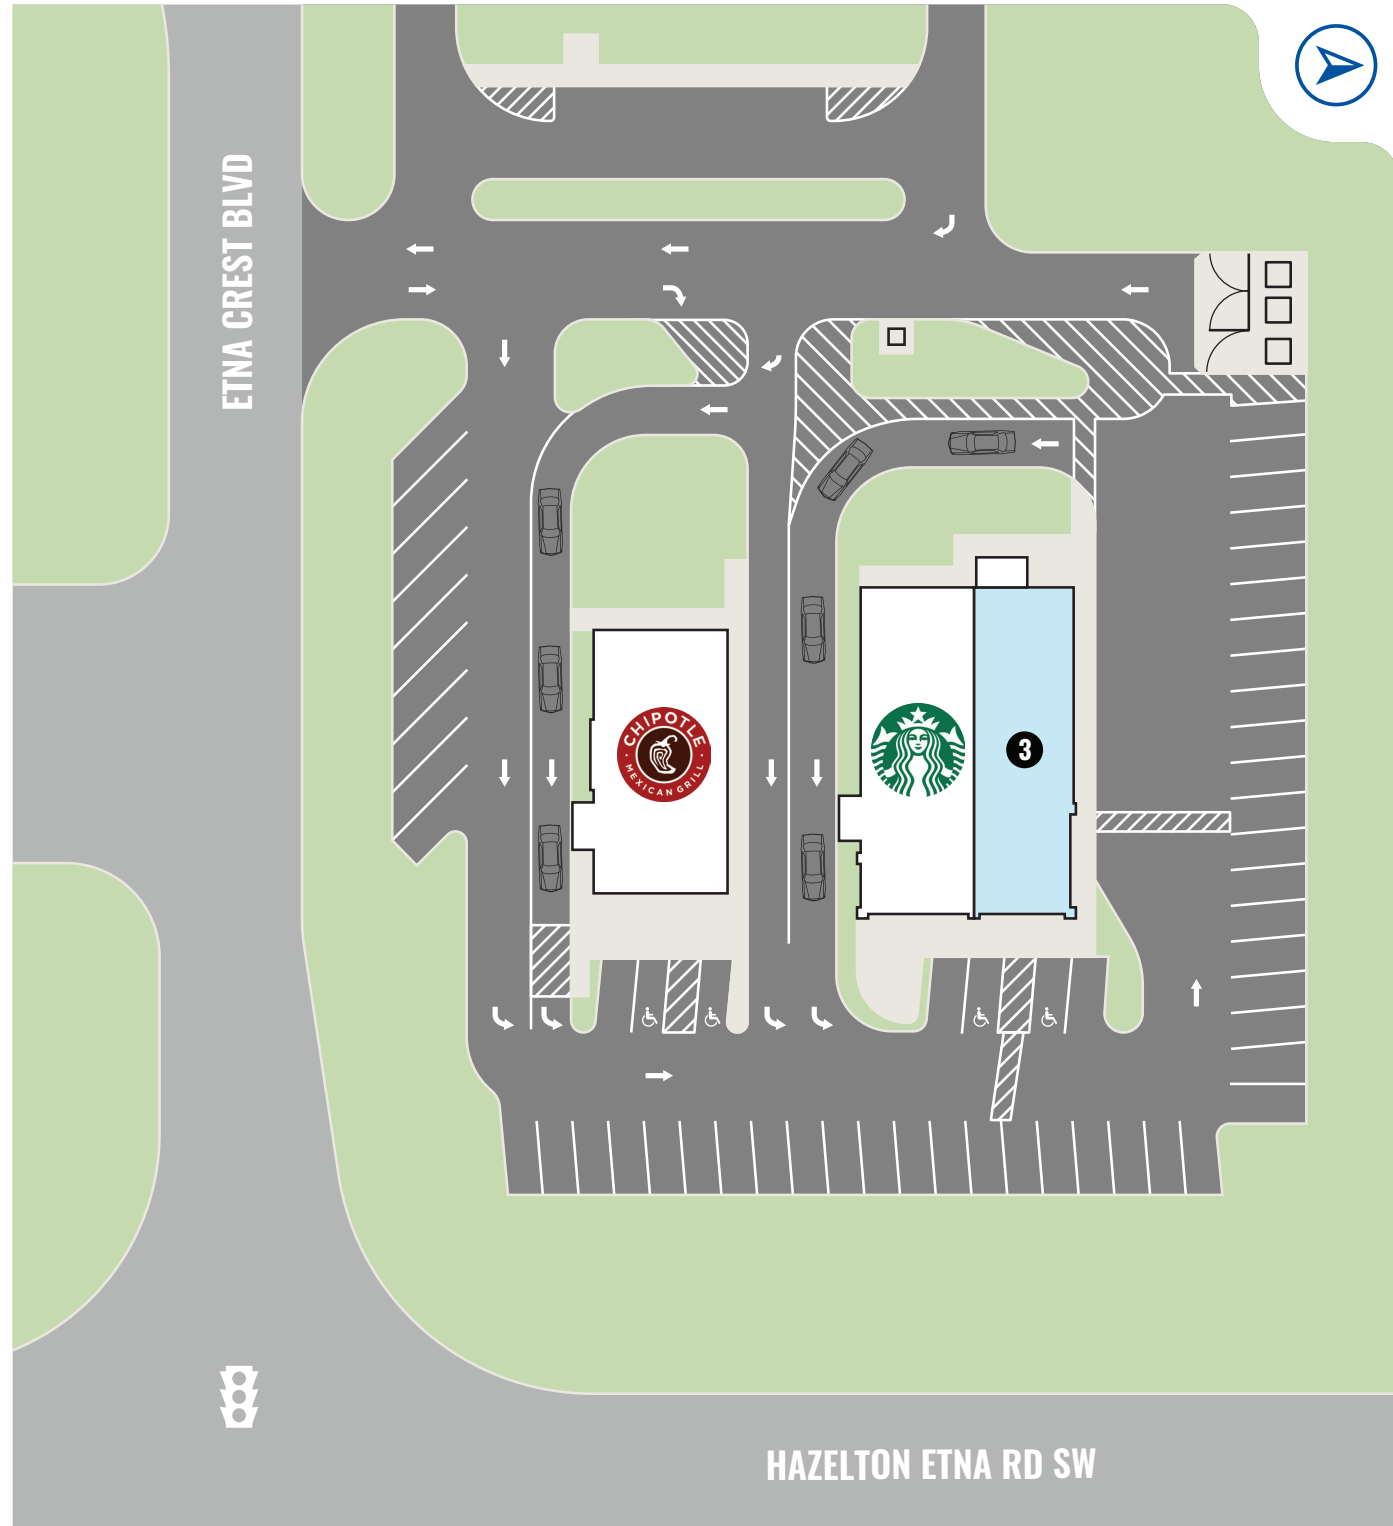 ETNA CREST BLVD
CHIPOTLE
MEXICAN GRILL
3
HAZELTON ETNA RD SW